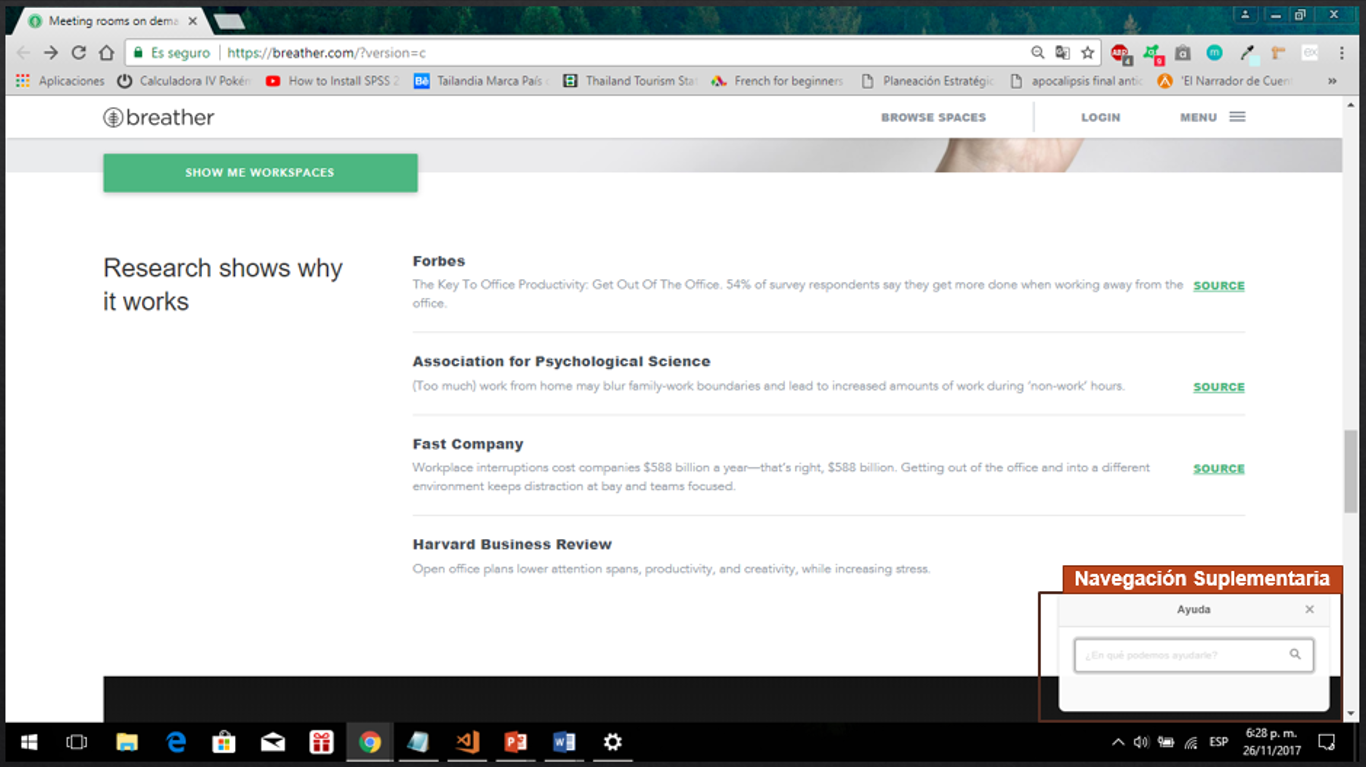 Meeting rooms on dema
Es seguro
https://breather.com/?version=c
Aplicaciones
Calculadora IV Pokén
How to Install SPSS 2
Tailandia Marca País
Thailand Tourism Stat
French for beginners
Planeación Estratégic
apocalipsis final antic
'El Narrador de Cuen
»
breather
BROWSE SPACES
LOGIN
MENU
SHOW ME WORKSPACES
Research shows why
it works
Forbes
The Key To Office Productivity: Get Out Of The Office. 54% of survey respondents say they get more done when working away from the
office.
SOURCE
Association for Psychological Science
(Too much) work from home may blur family-work boundaries and lead to increased amounts of work during 'non-work' hours.
SOURCE
Fast Company
Workplace interruptions cost companies $588 billion a year—that's right, $588 billion. Getting out of the office and into a different
environment keeps distraction at bay and teams focused.
SOURCE
Harvard Business Review
Open office plans lower attention spans, productivity, and creativity, while increasing stress.
Navegación Suplementaria
Ayuda
¿En qué podemos ayudarle?
ESP
6:28 p. m.
26/11/2017